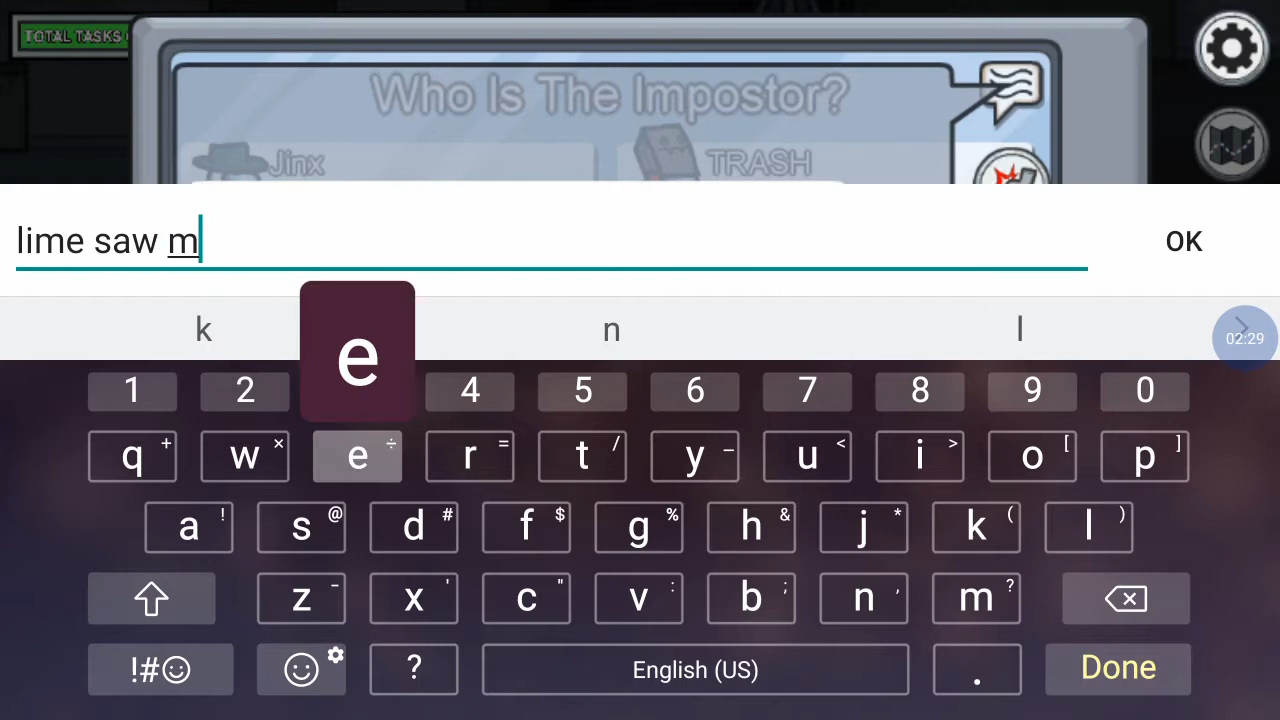 TOTAL TASKS
Who Is The Impostor?
Jinx TRASH
lime saw m
OK
k n l
e
02:29
1 2 4 5 6 7 8 9 0
q + w × e ÷ r = t / y – u < i > o [ p ]
a ! s @ d # f $ g % h & j * k ( l )
z - x ' c " v : b ; n , m ?
!#☺ ☺ ? English (US) . Done